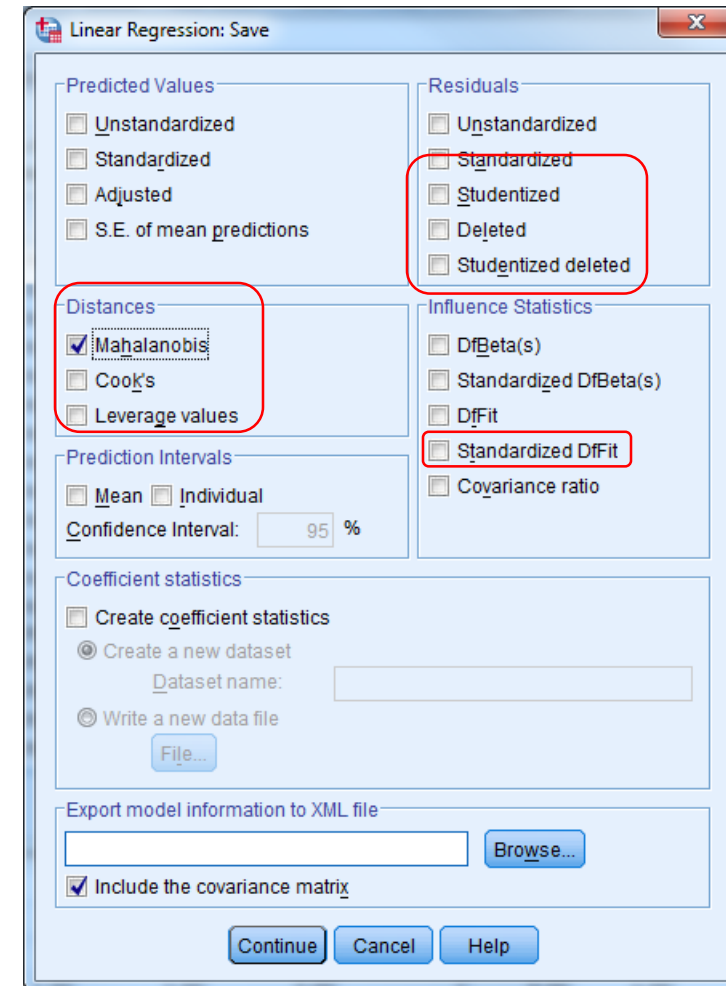 Linear Regression: Save
Predicted Values
Unstandardized
Standardized
Adjusted
S.E. of mean predictions
Residuals
Unstandardized
Standardized
Studentized
Deleted
Studentized deleted
Distances
Mahalanobis
Cook's
Leverage values
Influence Statistics
DfBeta(s)
Standardized DfBeta(s)
DfFit
Standardized DfFit
Covariance ratio
Prediction Intervals
Mean Individual
Confidence Interval: 95 %
Coefficient statistics
Create coefficient statistics
Create a new dataset
Dataset name:
Write a new data file
File...
Export model information to XML file
Browse...
Include the covariance matrix
Continue Cancel Help